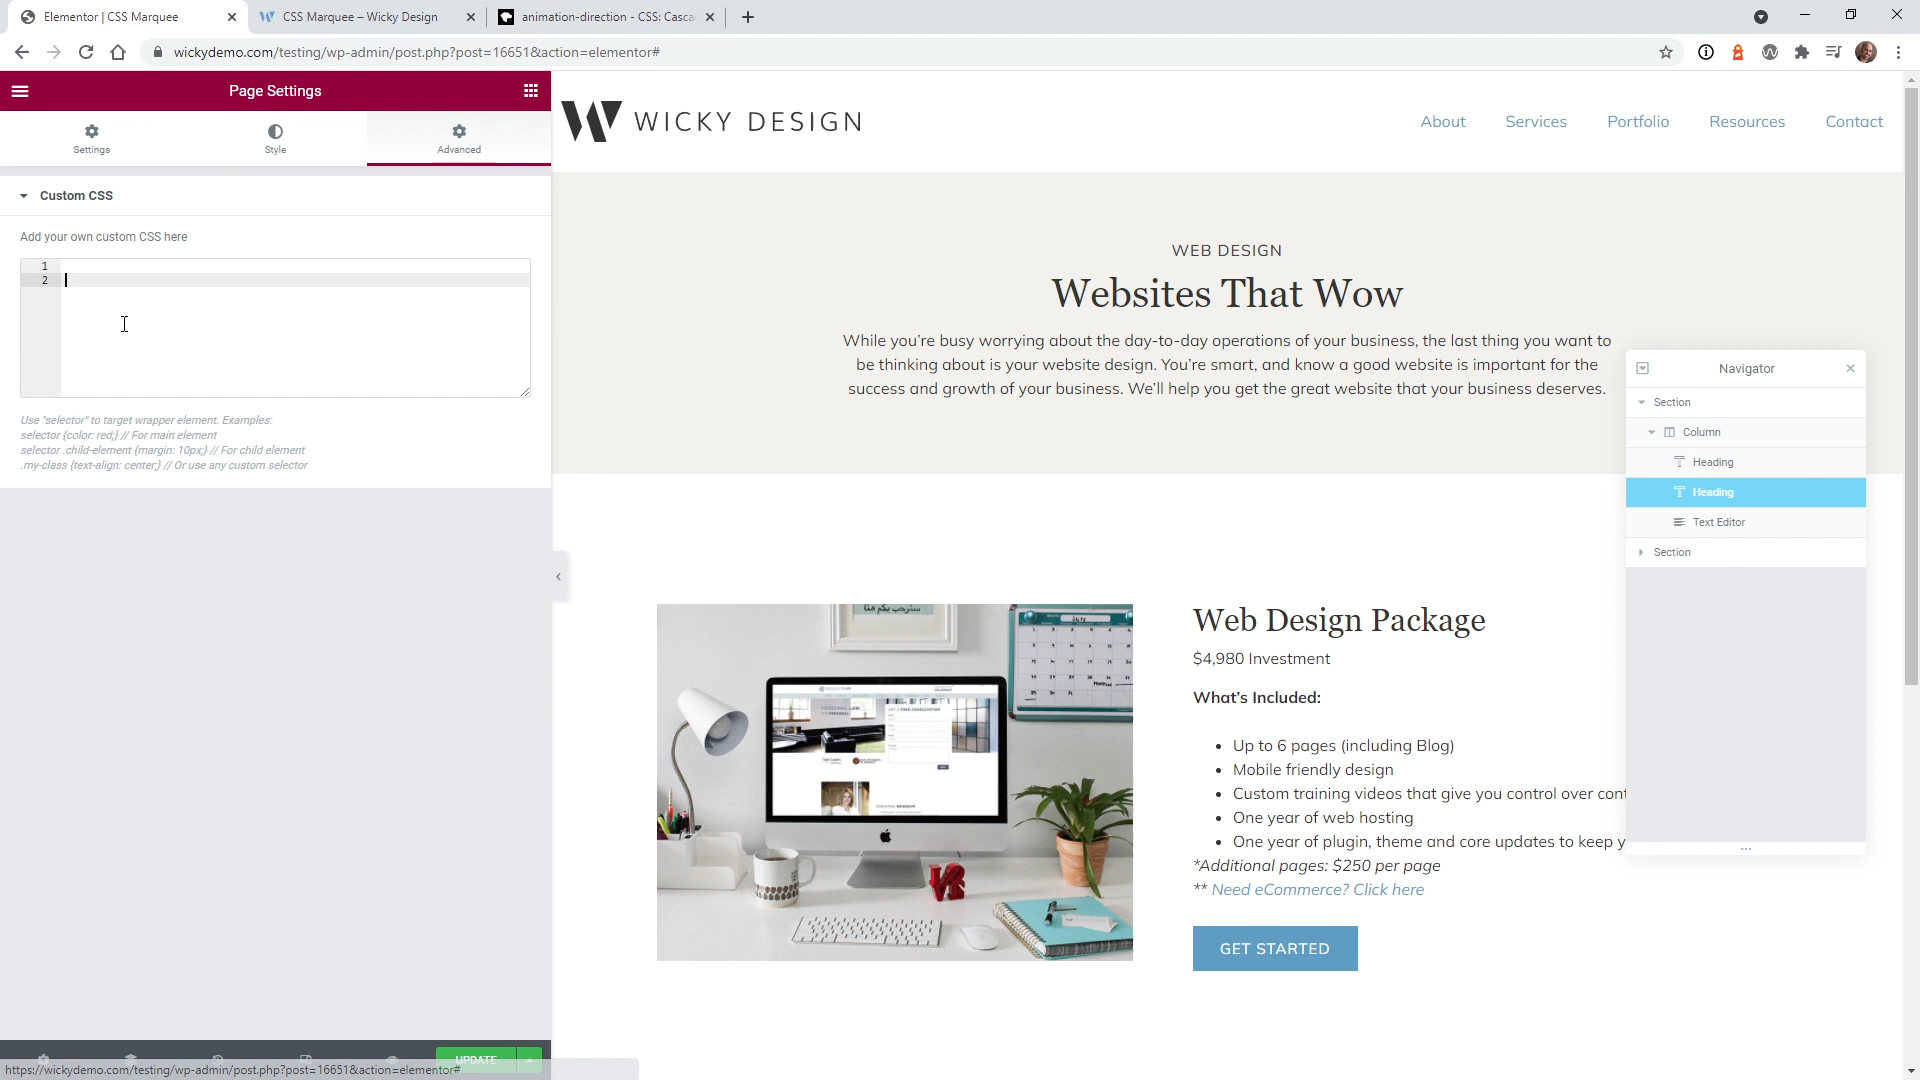 Elementor | CSS Marquee
CSS Marquee – Wicky Design
animation-direction - CSS: Casca
wickydemo.com/testing/wp-admin/post.php?post=16651&action=elementor#
Page Settings
Settings
Style
Advanced
Custom CSS
Add your own custom CSS here
1
2
Use "selector" to target wrapper element. Examples:
selector {color: red;} // For main element
selector .child-element {margin: 10px;} // For child element
.my-class {text-align: center;} // Or use any custom selector
UPDATE
https://wickydemo.com/testing/wp-admin/post.php?post=16651&action=elementor#
WICKY DESIGN
About
Services
Portfolio
Resources
Contact
WEB DESIGN
Websites That Wow
While you're busy worrying about the day-to-day operations of your business, the last thing you want to
be thinking about is your website design. You're smart, and know a good website is important for the
success and growth of your business. We'll help you get the great website that your business deserves.
Navigator
Section
Column
Heading
Heading
Text Editor
Section
July
Web Design Package
$4,980 Investment
What's Included:
Up to 6 pages (including Blog)
Mobile friendly design
Custom training videos that give you control over cont
One year of web hosting
One year of plugin, theme and core updates to keep y
*Additional pages: $250 per page
** Need eCommerce? Click here
GET STARTED